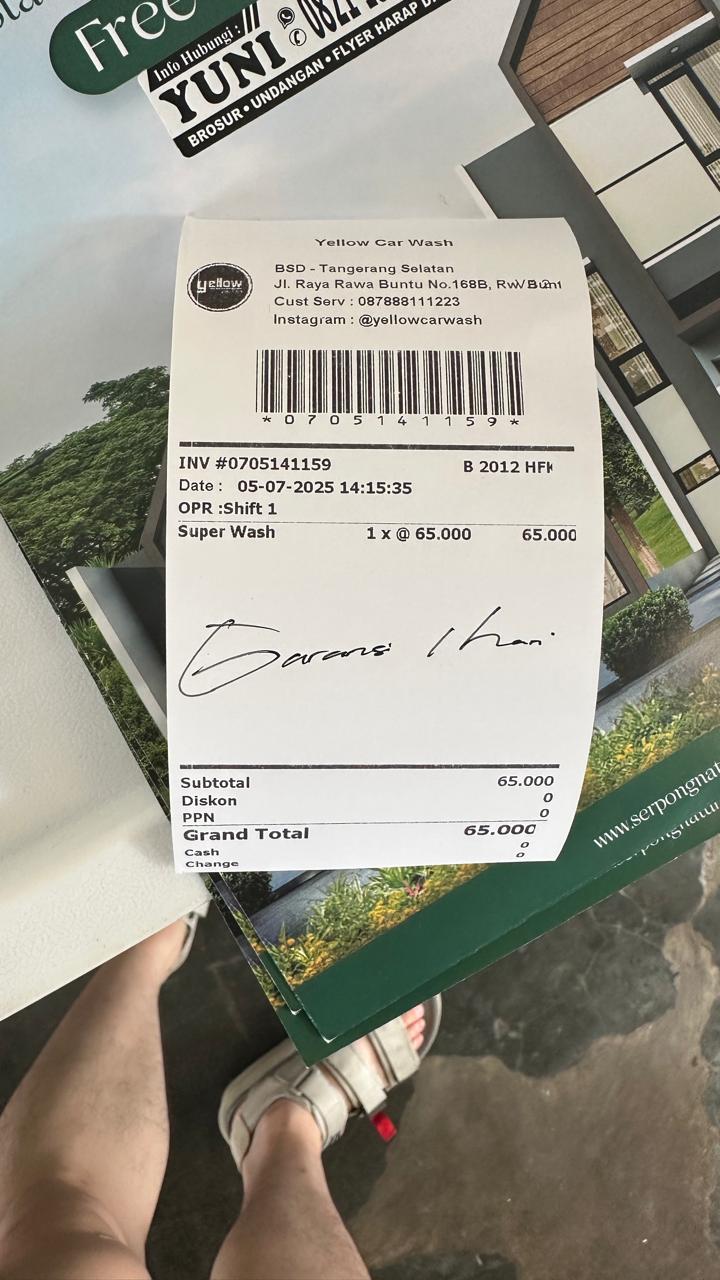 Free
Info Hubungi :
YUNI
BROSUR • UNDANGAN • FLYER HARAP
Yellow Car Wash
yellow
BSD - Tangerang Selatan
Jl. Raya Rawa Buntu No.168B, Rw
Cust Serv : 087888111223
Instagram : @yellowcarwash
*0705141159*
INV #0705141159 B 2012 HFK
Date : 05-07-2025 14:15:35
OPR :Shift 1
Super Wash 1 x @ 65.000 65.000
Garansi 1 hari
Subtotal 65.000
Diskon 0
PPN 0
Grand Total 65.000
Cash 0
Change 0
www.serpongnat